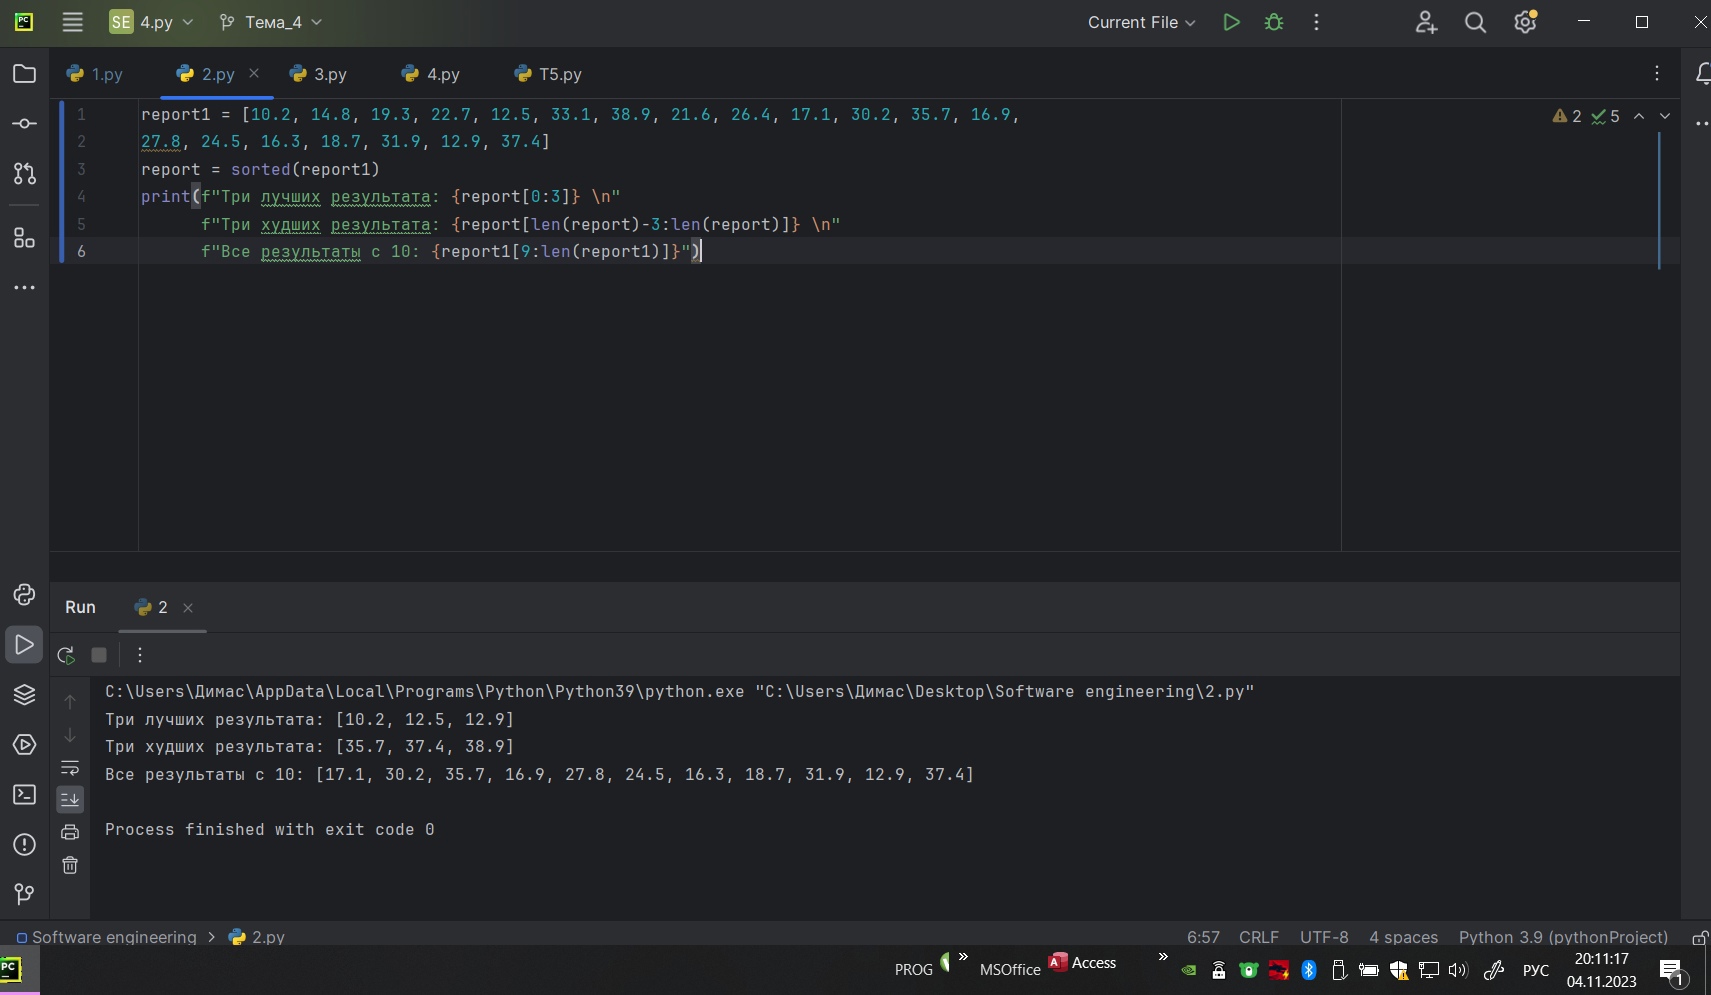 SE 4.py Тема_4 Current File
1.py 2.py 3.py 4.py T5.py
1 report1 = [10.2, 14.8, 19.3, 22.7, 12.5, 33.1, 38.9, 21.6, 26.4, 17.1, 30.2, 35.7, 16.9, 2 5
2 27.8, 24.5, 16.3, 18.7, 31.9, 12.9, 37.4]
3 report = sorted(report1)
4 print(f"Три лучших результата: {report[0:3]} \n"
5 f"Три худших результата: {report[len(report)-3:len(report)]} \n"
6 f"Все результаты с 10: {report1[9:len(report1)]}")
Run 2
C:\Users\Димас\AppData\Local\Programs\Python\Python39\python.exe "C:\Users\Димас\Desktop\Software engineering\2.py"
Три лучших результата: [10.2, 12.5, 12.9]
Три худших результата: [35.7, 37.4, 38.9]
Все результаты с 10: [17.1, 30.2, 35.7, 16.9, 27.8, 24.5, 16.3, 18.7, 31.9, 12.9, 37.4]
Process finished with exit code 0
Software engineering > 2.py 6:57 CRLF UTF-8 4 spaces Python 3.9 (pythonProject)
PROG » MSOffice Access » РУС 20:11:17
04.11.2023 1